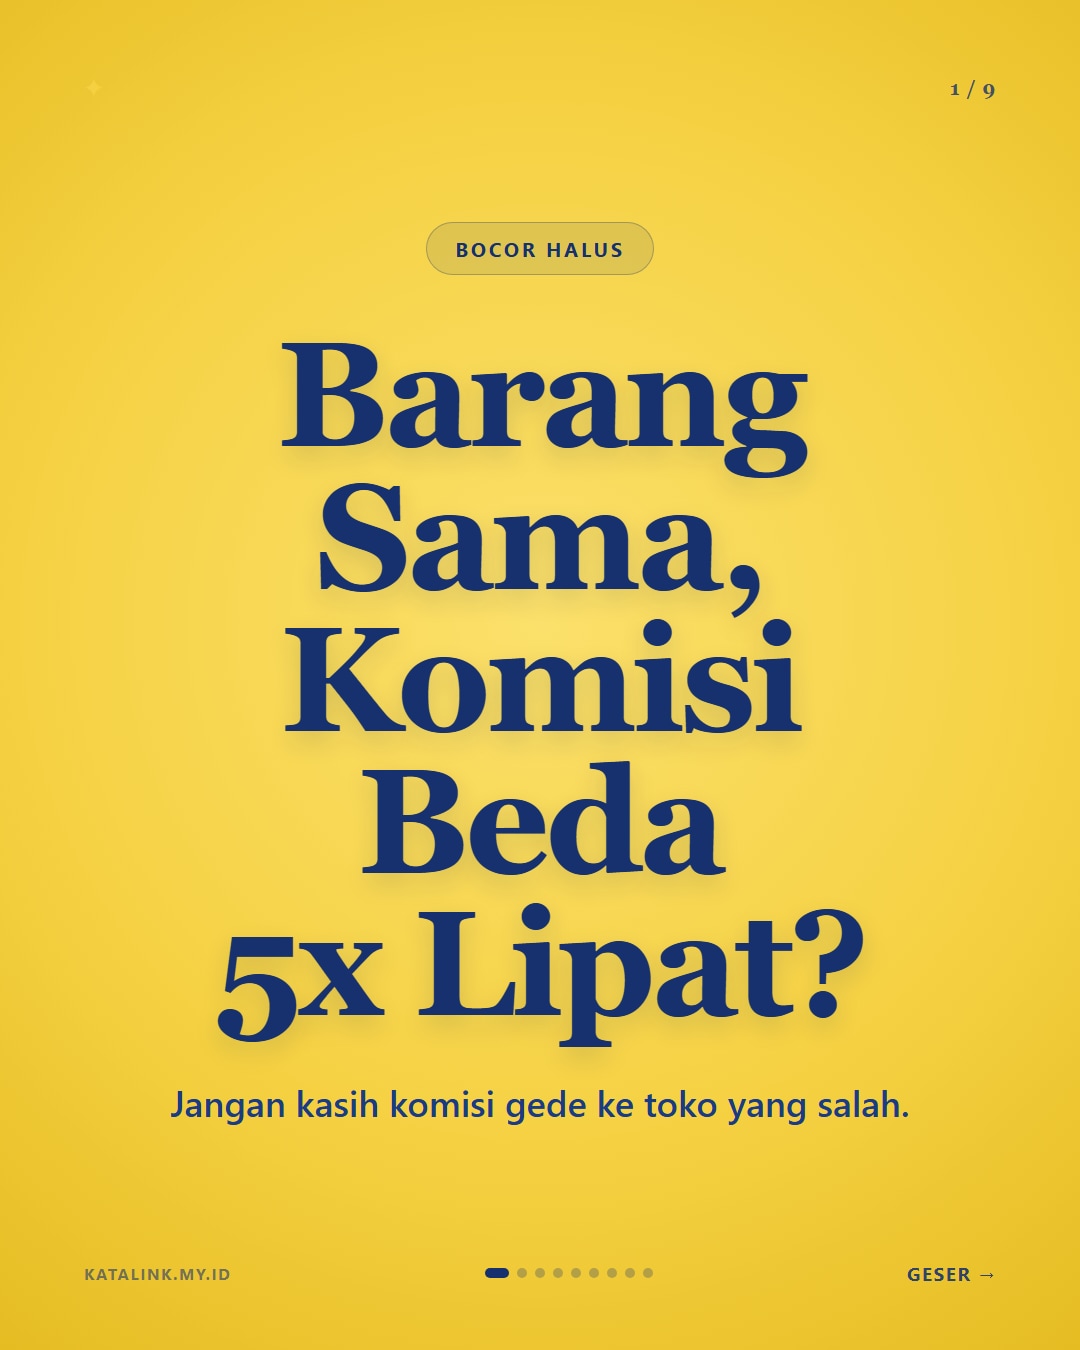 1 / 9
BOCOR HALUS
Barang
Sama,
Komisi
Beda
5x Lipat?
Jangan kasih komisi gede ke toko yang salah.
KATALINK.MY.ID
GESER →